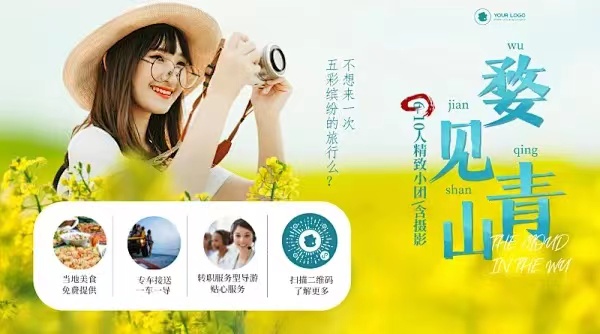 YOUR LOGO
wu
婺
jian
见
qing
青
shan
山
THE ROAD
IN THE WU
6-10人精致小团/含摄影
不想来一次
五彩缤纷的旅行么？
当地美食
免费提供
专车接送
一车一导
转职服务型导游
贴心服务
扫描二维码
了解更多